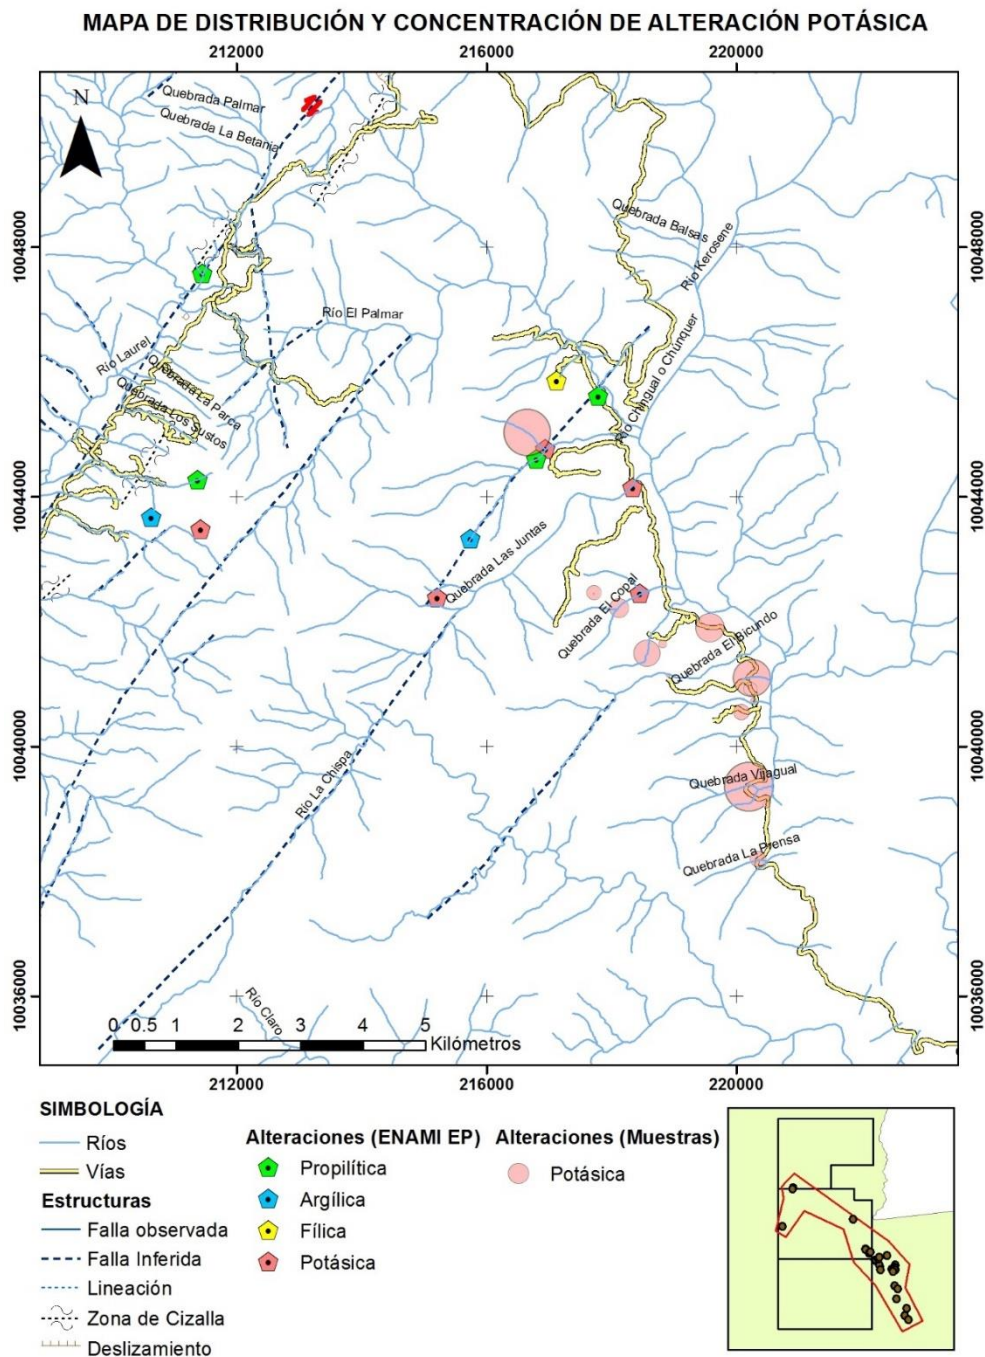 MAPA DE DISTRIBUCIÓN Y CONCENTRACIÓN DE ALTERACIÓN POTÁSICA
212000
216000
220000
N
Quebrada Palmar
Quebrada La Betania
Quebrada Balsas
Río Kerosene
10048000
10048000
Río El Palmar
Río Laurel
Quebrada La Parca
Quebrada Los Sustos
Río Chingual o Chunquer
10044000
10044000
Quebrada Las Juntas
Quebrada El Copal
Quebrada El Bicundo
10040000
10040000
Río La Chispa
Quebrada Vijagual
Quebrada La Prensa
10036000
10036000
Río Claro
0 0.5 1 2 3 4 5
Kilómetros
212000
216000
220000
SIMBOLOGÍA
Ríos
Vías
Estructuras
Falla observada
Falla Inferida
Lineación
Zona de Cizalla
Deslizamiento
Alteraciones (ENAMI EP)
Propilítica
Argílica
Fílica
Potásica
Alteraciones (Muestras)
Potásica